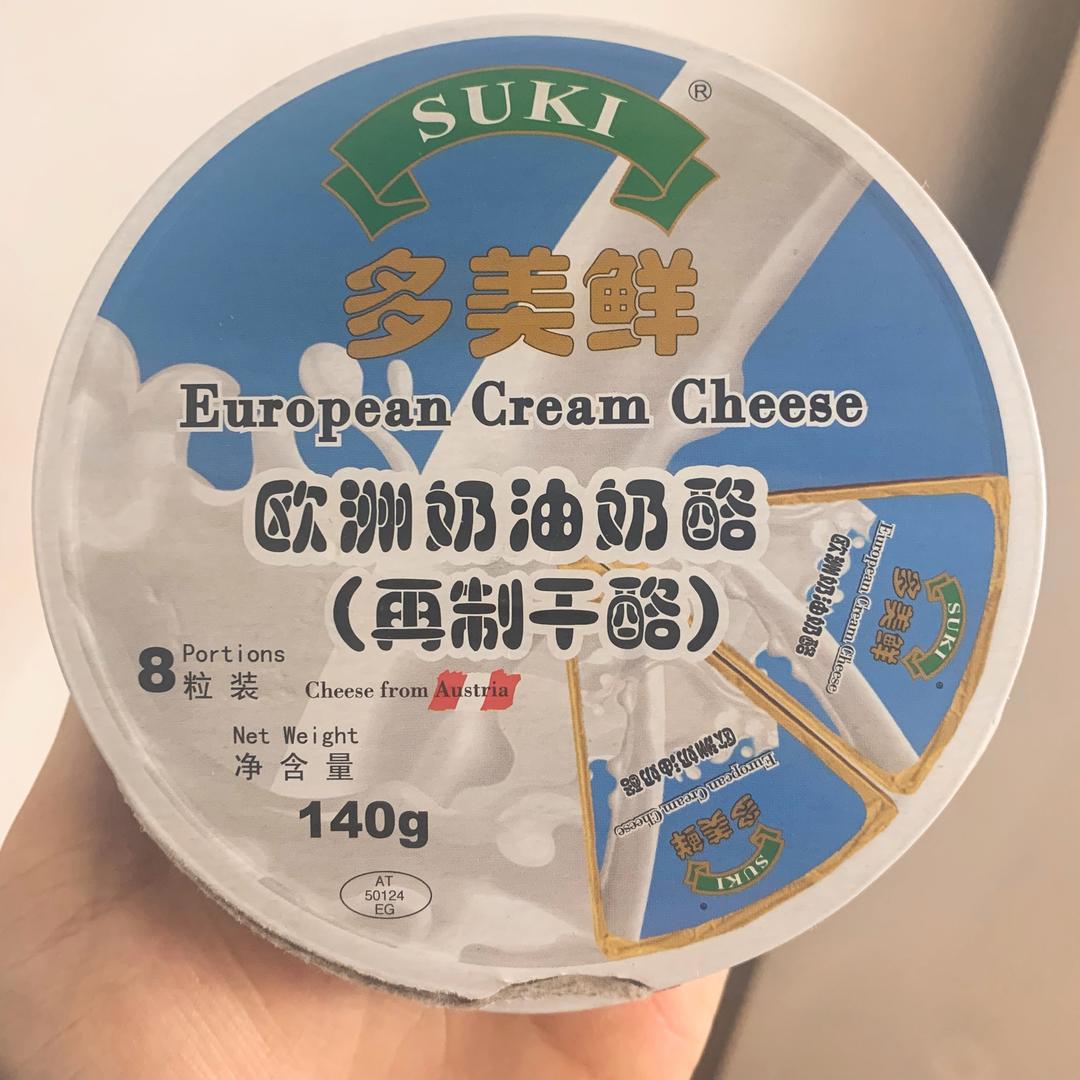 SUKI
®
多美鲜
European Cream Cheese
欧洲奶油奶酪
（再制干酪）
8 Portions
粒装
Cheese from Austria
Net Weight
净含量
140g
AT
50124
EG
European Cream Cheese
欧洲奶油奶酪
多美鲜
SUKI
欧洲奶油奶酪
European Cream Cheese
多美鲜
SUKI